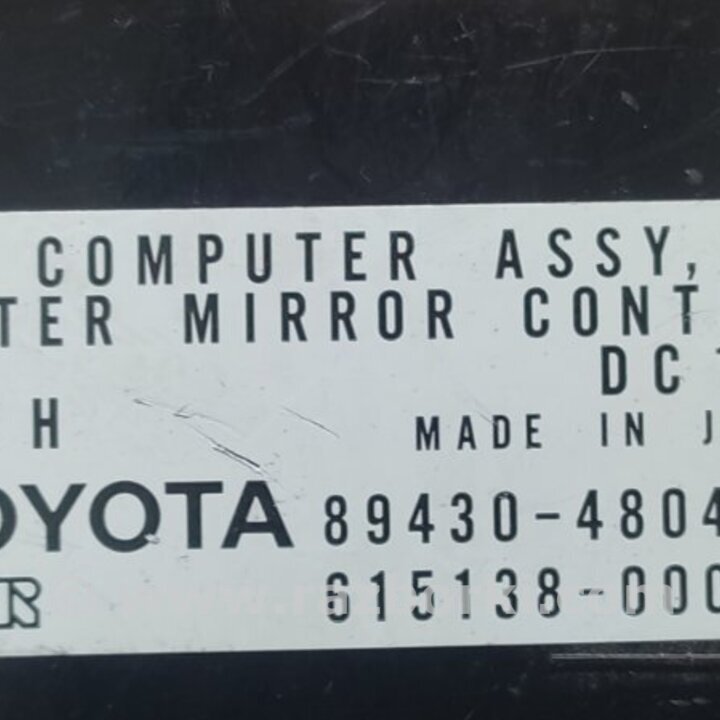 COMPUTER ASSY,
TER MIRROR CONT
DC
H
MADE IN J
OYOTA 89430-4804
R 615138-000